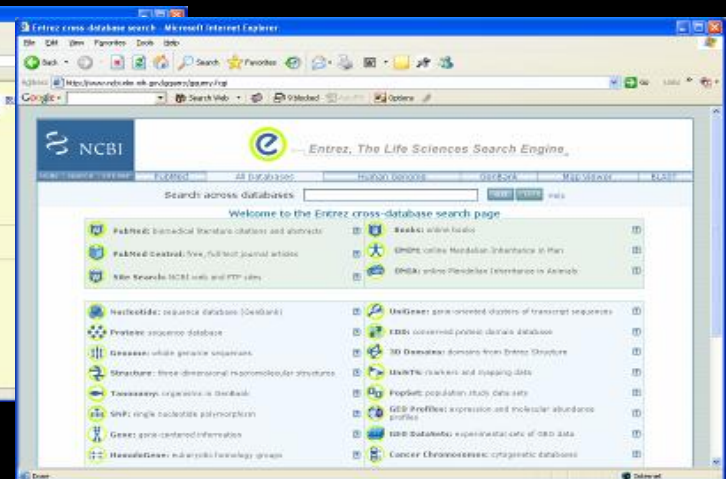 Entrez cross-database search - Microsoft Internet Explorer
File Edit View Favorites Tools Help
Back Search Favorites
Google Search Web blocked Options
NCBI
Entrez, The Life Sciences Search Engine
PubMed All Databases Human Genome GenBank Map Viewer BLAST
Search across databases Help
Welcome to the Entrez cross-database search page
PubMed: biomedical literature citations and abstracts
Books: online books
PubMed Central: free, full text journal articles
OMIM: online Mendelian Inheritance in Man
Site Search: NCBI web and FTP sites
OMIA: online Mendelian Inheritance in Animals
Nucleotide: sequence database (GenBank)
UniGene: gene-oriented clusters of transcript sequences
Protein: sequence database
CDD: conserved protein domain database
Genome: whole genome sequences
3D Domains: domains from Entrez Structure
Structure: three-dimensional macromolecular structures
UniSTS: markers and mapping data
Taxonomy: organisms in GenBank
PopSet: population study data sets
SNP: single nucleotide polymorphism
GEO Profiles: expression and molecular abundance profiles
Gene: gene-centered information
GEO DataSets: experimental sets of GEO data
HomoloGene: eukaryotic homology groups
Cancer Chromosomes: cytogenetic databases
Done
Internet